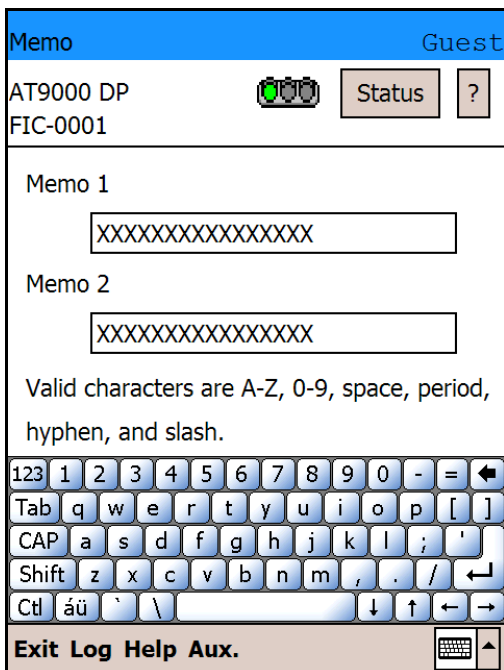 Memo Guest
AT9000 DP
FIC-0001
Status ?
Memo 1
XXXXXXXXXXXXXXXX
Memo 2
XXXXXXXXXXXXXXXX
Valid characters are A-Z, 0-9, space, period,
hyphen, and slash.
123 1 2 3 4 5 6 7 8 9 0 - = 🡄
Tab q w e r t y u i o p [ ]
CAP a s d f g h j k l ; '
Shift z x c v b n m , . / ↵
Ctl áü ` \ ↓ ↑ ← →
Exit Log Help Aux.